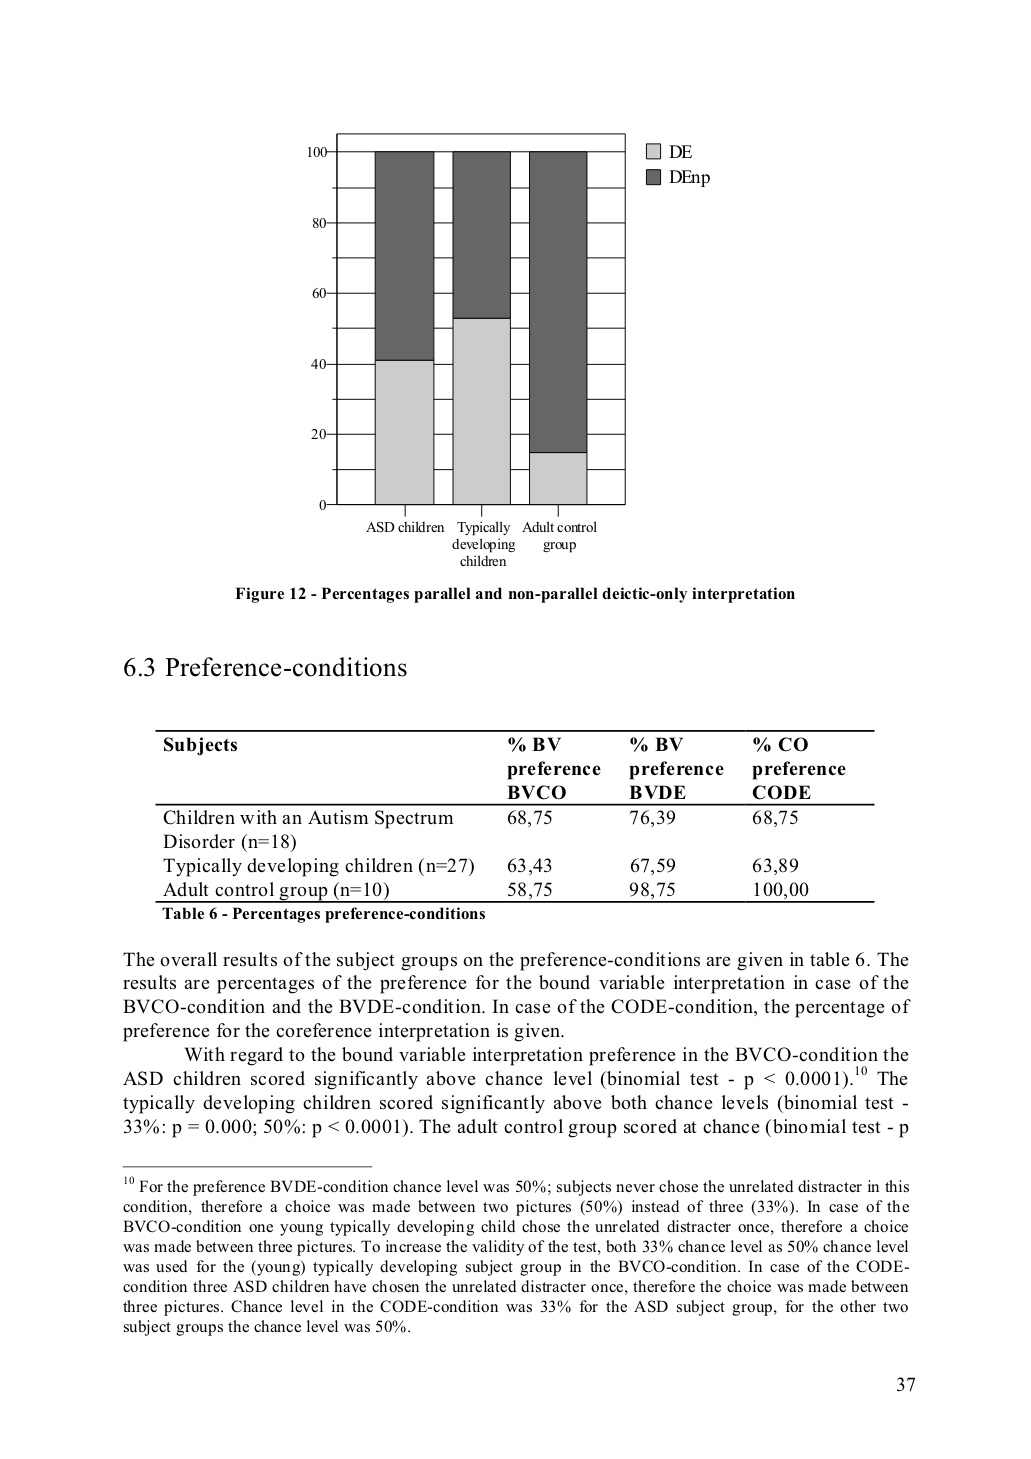 100
80
60
40
20
0
DE
DEnp
ASD children
Typically
developing
children
Adult control
group
Figure 12 - Percentages parallel and non-parallel deictic-only interpretation
6.3 Preference-conditions
Subjects % BV % BV % CO
preference preference preference
BVCO BVDE CODE
Children with an Autism Spectrum 68,75 76,39 68,75
Disorder (n=18)
Typically developing children (n=27) 63,43 67,59 63,89
Adult control group (n=10) 58,75 98,75 100,00
Table 6 - Percentages preference-conditions
The overall results of the subject groups on the preference-conditions are given in table 6. The
results are percentages of the preference for the bound variable interpretation in case of the
BVCO-condition and the BVDE-condition. In case of the CODE-condition, the percentage of
preference for the coreference interpretation is given.
With regard to the bound variable interpretation preference in the BVCO-condition the
ASD children scored significantly above chance level (binomial test - p < 0.0001).10 The
typically developing children scored significantly above both chance levels (binomial test -
33%: p = 0.000; 50%: p < 0.0001). The adult control group scored at chance (binomial test - p
10 For the preference BVDE-condition chance level was 50%; subjects never chose the unrelated distracter in this
condition, therefore a choice was made between two pictures (50%) instead of three (33%). In case of the
BVCO-condition one young typically developing child chose the unrelated distracter once, therefore a choice
was made between three pictures. To increase the validity of the test, both 33% chance level as 50% chance level
was used for the (young) typically developing subject group in the BVCO-condition. In case of the CODE-
condition three ASD children have chosen the unrelated distracter once, therefore the choice was made between
three pictures. Chance level in the CODE-condition was 33% for the ASD subject group, for the other two
subject groups the chance level was 50%.
37